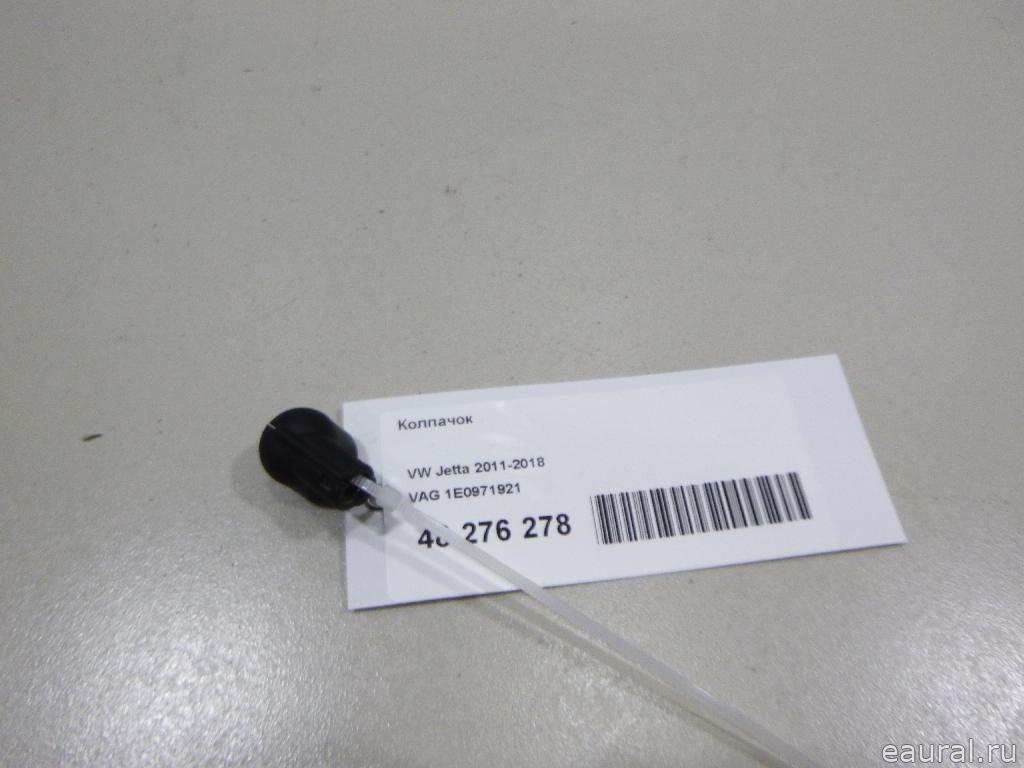 Колпачок
VW Jetta 2011-2018
VAG 1E0971921
276 278
eaural.ru